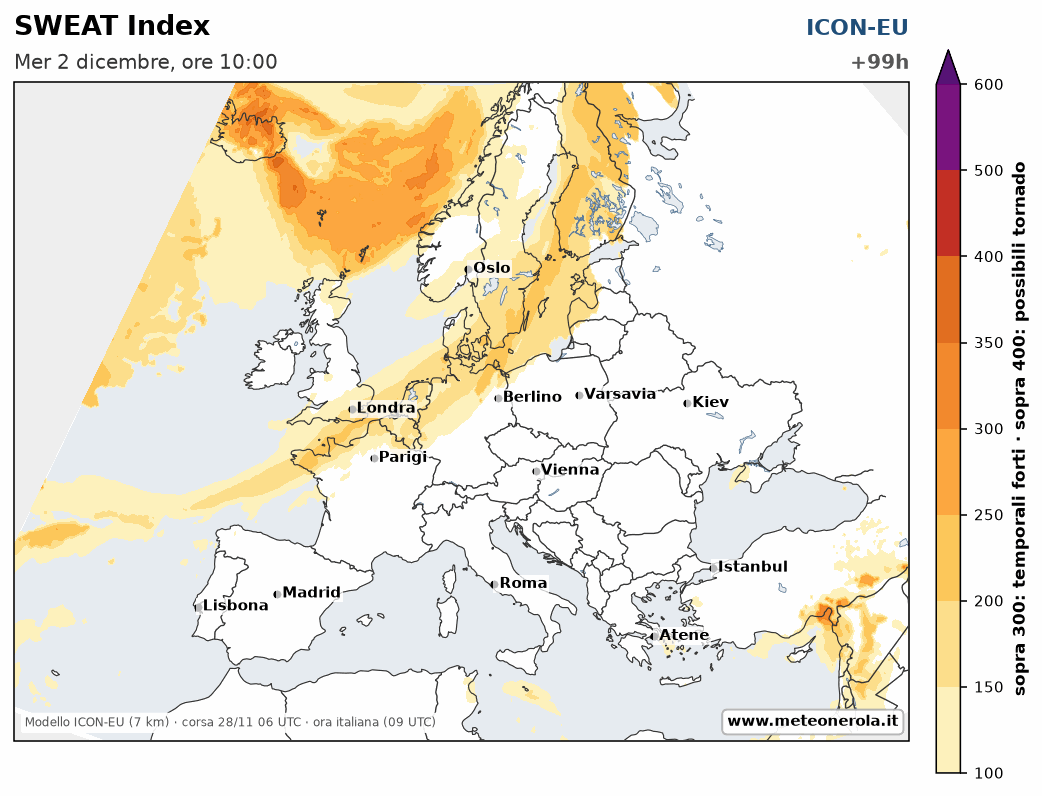 SWEAT Index
ICON-EU
Mer 2 dicembre, ore 10:00
+99h
Oslo
Londra
Berlino
Varsavia
Kiev
Parigi
Vienna
Istanbul
Roma
Madrid
Lisbona
Atene
Modello ICON-EU (7 km) · corsa 28/11 06 UTC · ora italiana (09 UTC)
www.meteonerola.it
600
500
400
350
300
250
200
150
100
sopra 300: temporali forti · sopra 400: possibili tornado